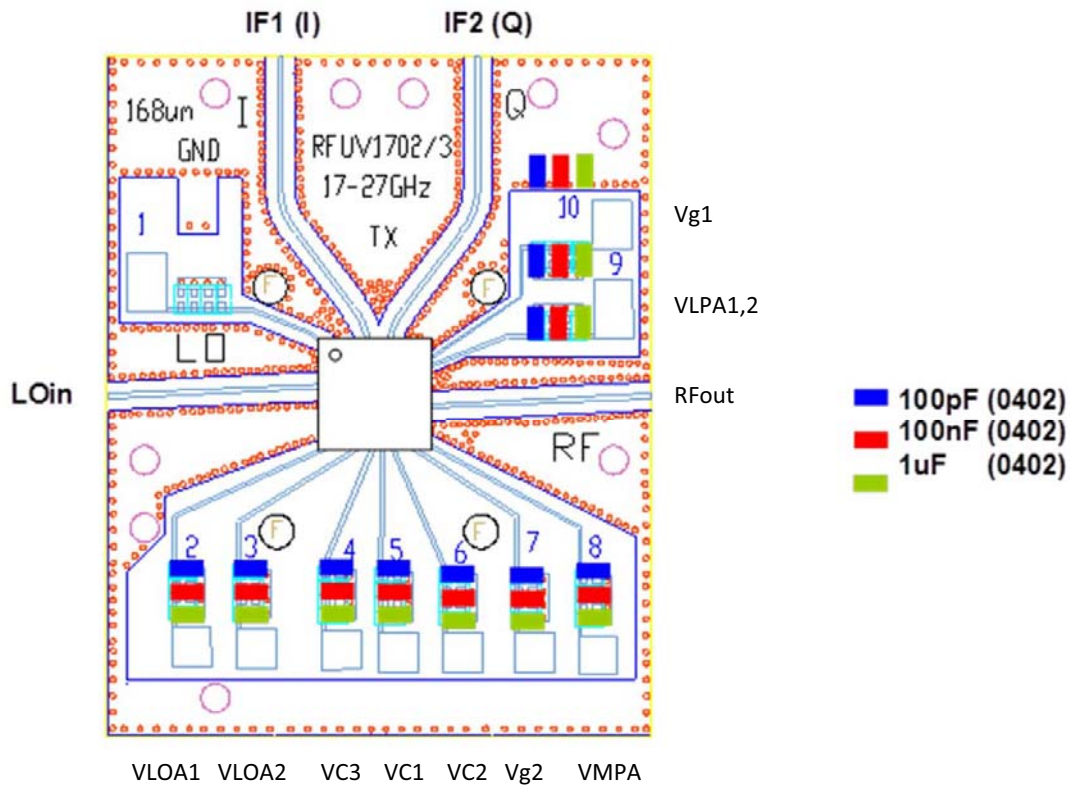 IF1 (I) IF2 (Q)
168um I
GND
RFUV1702/3
17-27GHz
TX
Q
1
10
9
Vg1
VLPA1,2
F F
LO
LOin
RFout
RF
100pF (0402)
100nF (0402)
1uF (0402)
F F
2 3 4 5 6 7 8
VLOA1 VLOA2 VC3 VC1 VC2 Vg2 VMPA